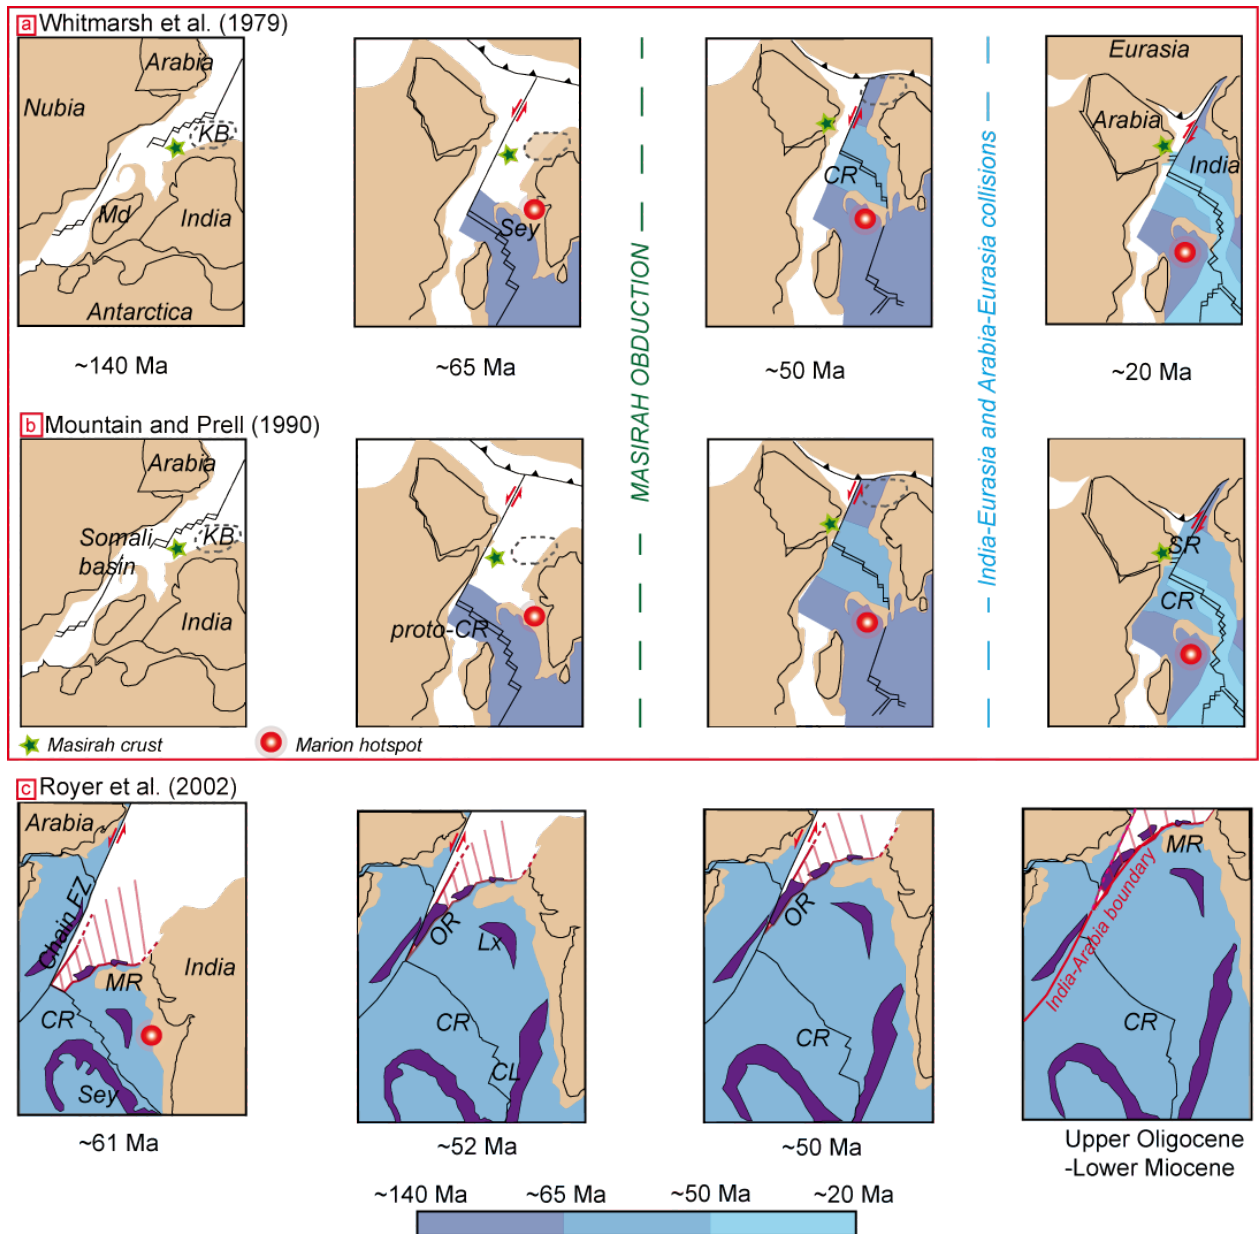 a Whitmarsh et al. (1979)
Arabia
Nubia
KB
Md
India
Antarctica
~140 Ma
Sey
~65 Ma
MASIRAH OBDUCTION
CR
~50 Ma
India-Eurasia and Arabia-Eurasia collisions
Eurasia
Arabia
India
~20 Ma
b Mountain and Prell (1990)
Arabia
Somali
basin
KB
India
proto-CR
SR
CR
Masirah crust
Marion hotspot
c Royer et al. (2002)
Arabia
Chain FZ
India
MR
CR
Sey
~61 Ma
OR
Lx
CR
CL
~52 Ma
OR
CR
~50 Ma
MR
India-Arabia boundary
CR
Upper Oligocene
-Lower Miocene
~140 Ma ~65 Ma ~50 Ma ~20 Ma